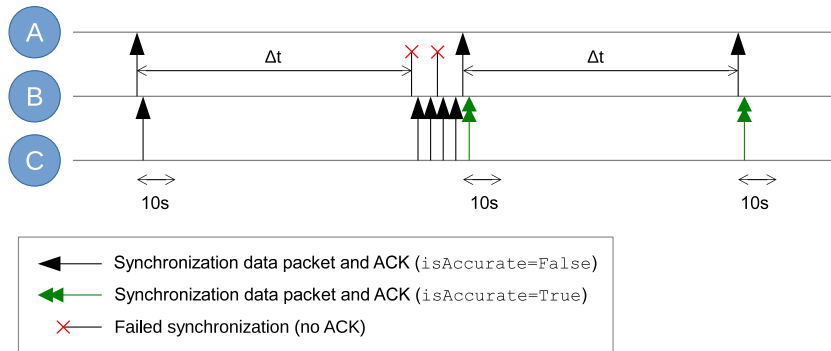 A
Δt
Δt
B
C
10s
10s
10s
Synchronization data packet and ACK (isAccurate=False)
Synchronization data packet and ACK (isAccurate=True)
Failed synchronization (no ACK)